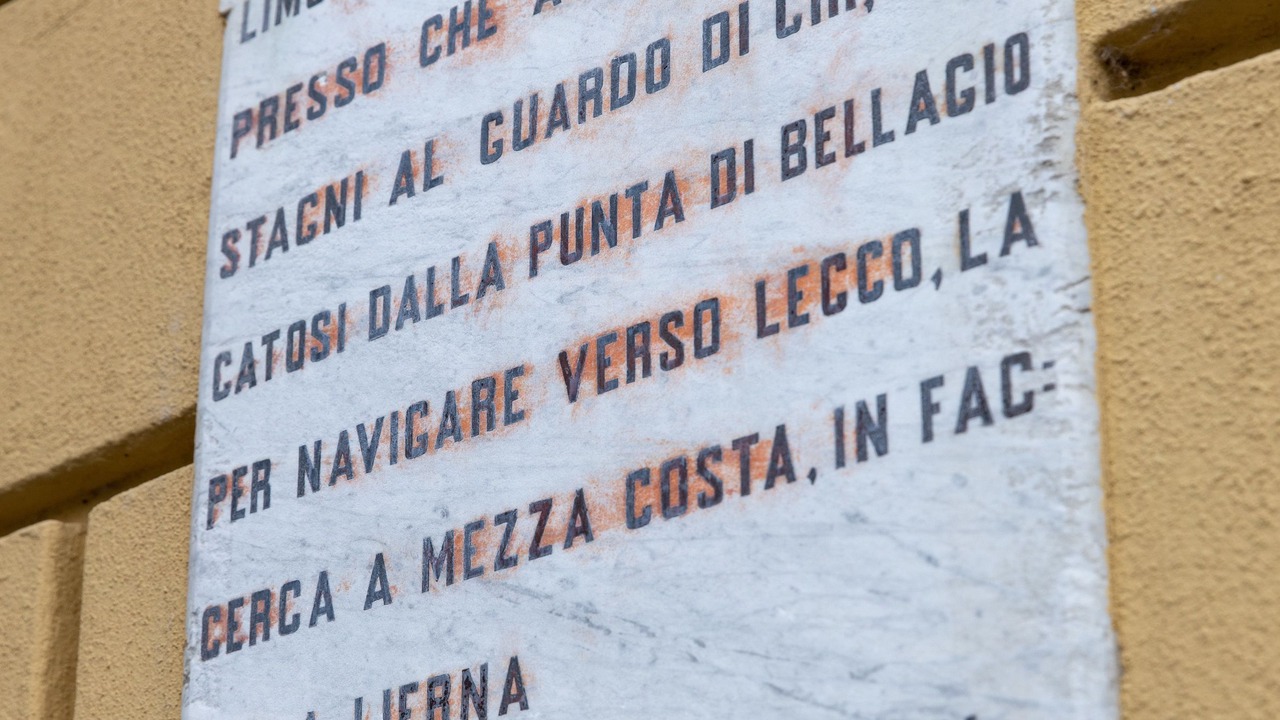 PRESSO CHE
STAGNI AL GUARDO DI CHI,
CATOSI DALLA PUNTA DI BELLAGIO
PER NAVIGARE VERSO LECCO, LA
CERCA A MEZZA COSTA, IN FAC=
LIERNA